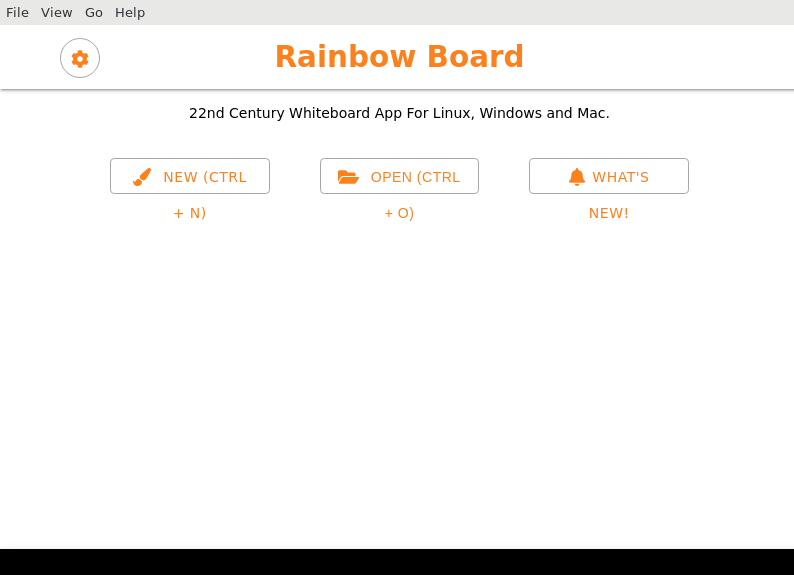 File View Go Help
Rainbow Board
22nd Century Whiteboard App For Linux, Windows and Mac.
NEW (CTRL + N)
OPEN (CTRL + O)
WHAT'S NEW!